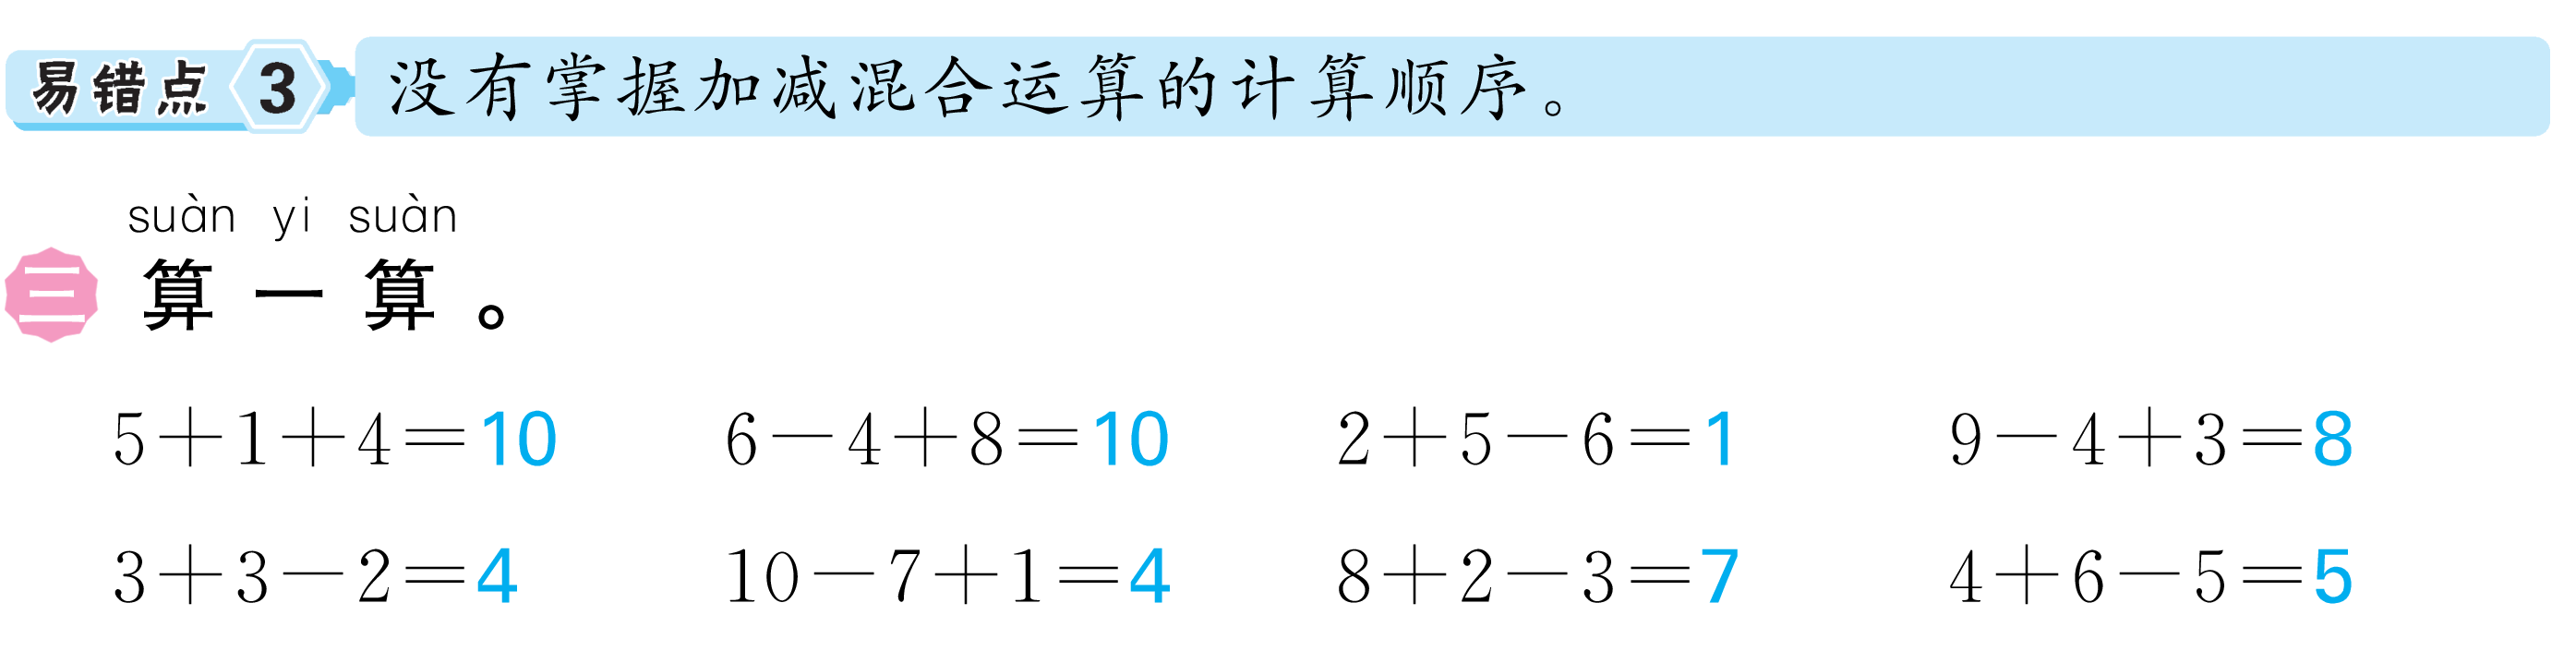 易错点 3 没有掌握加减混合运算的计算顺序。
suàn yi suàn
三 算一算。
5+1+4=10 6-4+8=10 2+5-6=1 9-4+3=8
3+3-2=4 10-7+1=4 8+2-3=7 4+6-5=5